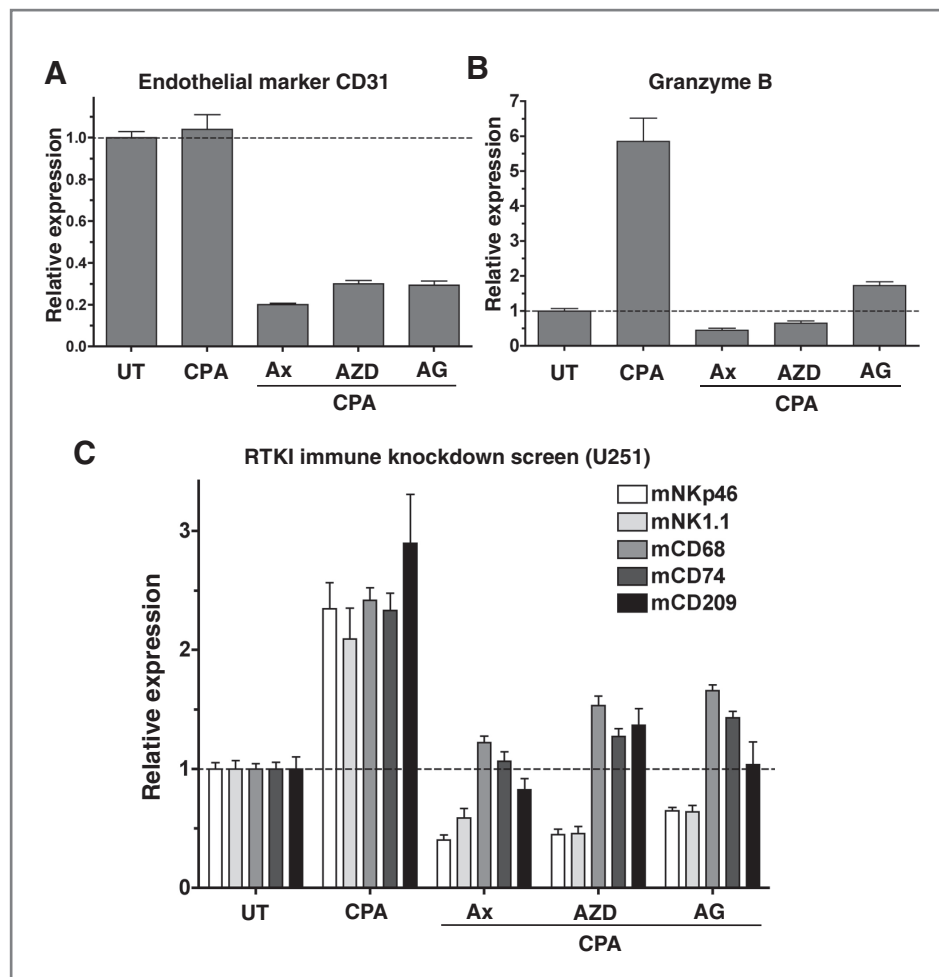 A
Endothelial marker CD31
Relative expression
1.0
0.8
0.6
0.4
0.2
0.0
UT CPA Ax AZD AG
CPA
B
Granzyme B
Relative expression
7
6
5
4
3
2
1
0
UT CPA Ax AZD AG
CPA
C
RTKI immune knockdown screen (U251)
Relative expression
3
2
1
0
mNKp46
mNK1.1
mCD68
mCD74
mCD209
UT CPA Ax AZD AG
CPA